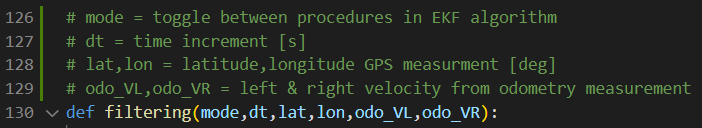 126 # mode = toggle between procedures in EKF algorithm
127 # dt = time increment [s]
128 # lat,lon = latitude,longitude GPS measurment [deg]
129 # odo_VL,odo_VR = left & right velocity from odometry measurement
130 def filtering(mode,dt,lat,lon,odo_VL,odo_VR):